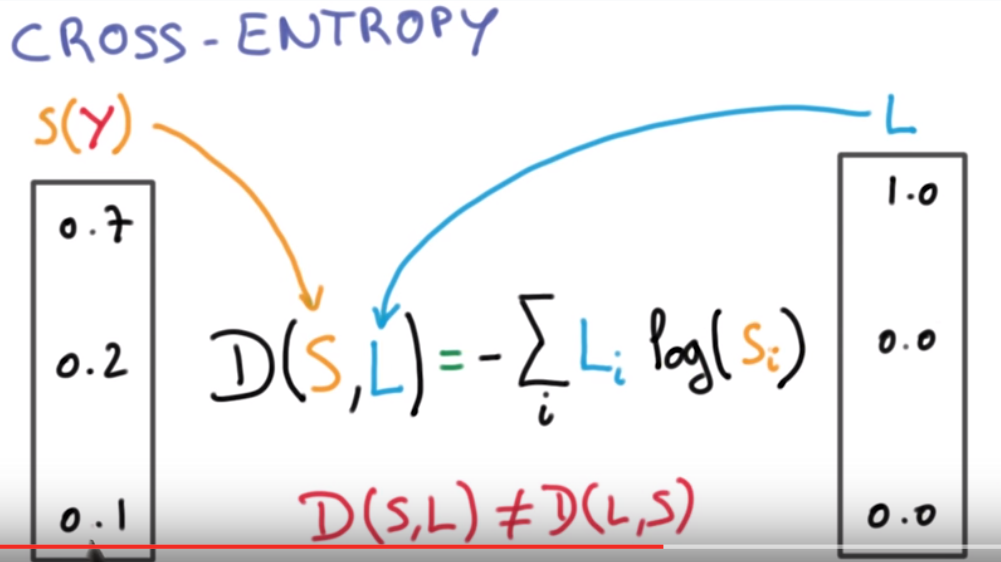 CROSS-ENTROPY
S(Y)
L
0.7
1.0
0.2
D(S,L) = -∑ᵢ Lᵢ log(Sᵢ)
0.0
0.1
D(S,L) ≠ D(L,S)
0.0